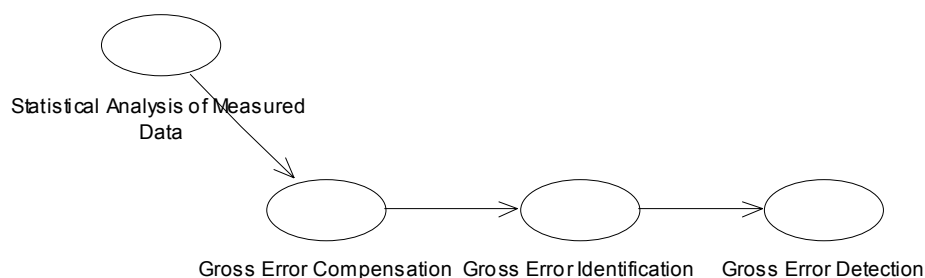 Statistical Analysis of Measured
Data
Gross Error Compensation
Gross Error Identification
Gross Error Detection